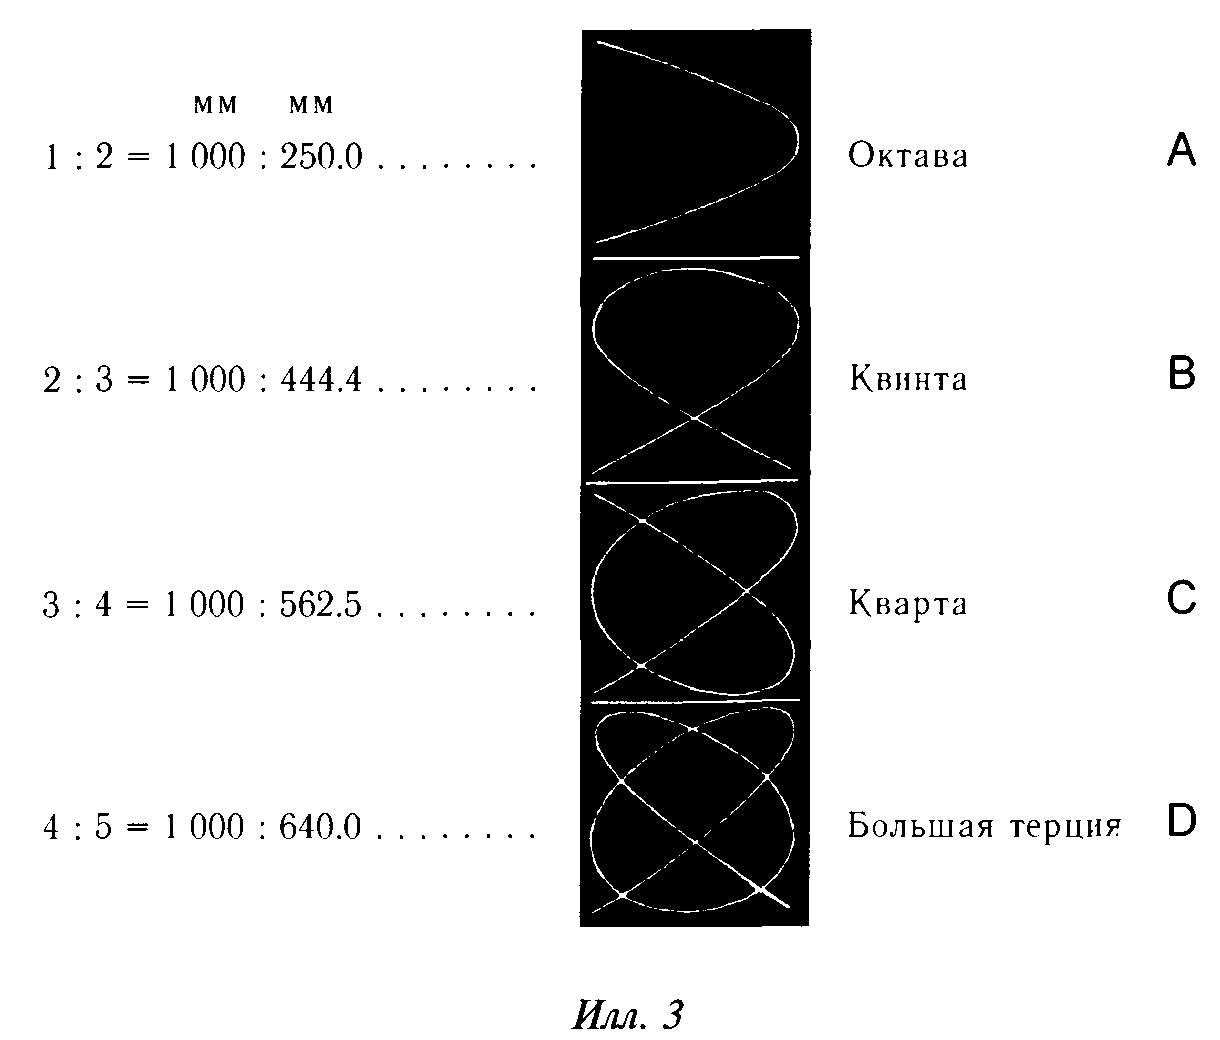 мм мм
1 : 2 = 1 000 : 250.0 . . . . . . . . Октава A
2 : 3 = 1 000 : 444.4 . . . . . . . . Квинта B
3 : 4 = 1 000 : 562.5 . . . . . . . . Кварта C
4 : 5 = 1 000 : 640.0 . . . . . . . . Большая терция D
Илл. 3